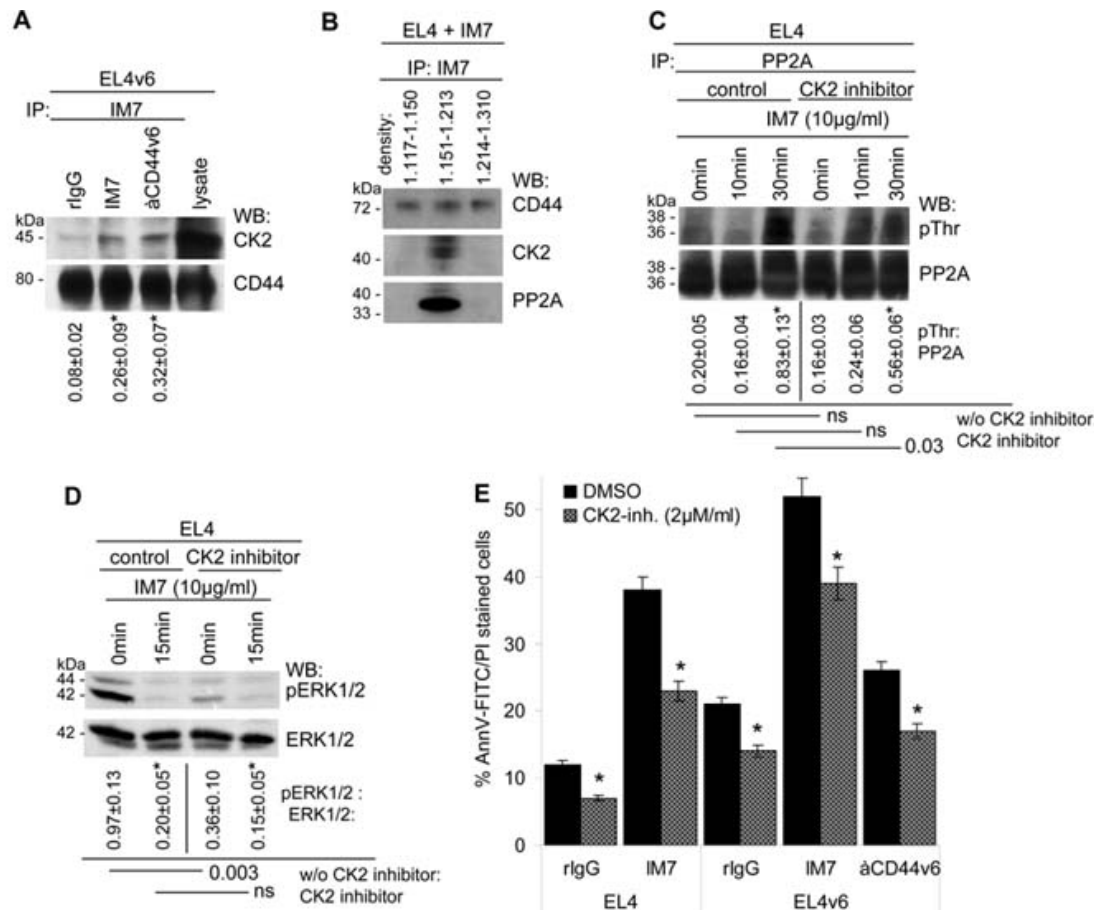 A
EL4v6
IP: IM7
rIgG IM7 àCD44v6 lysate
kDa WB:
45 - CK2
80 - CD44
0.08±0.02 0.26±0.09* 0.32±0.07*
B
EL4 + IM7
IP: IM7
density: 1.117-1.150 1.151-1.213 1.214-1.310
WB:
72 - CD44
40 - CK2
40 -
33 - PP2A
C
EL4
IP: PP2A
control CK2 inhibitor
IM7 (10µg/ml)
0min 10min 30min 0min 10min 30min
kDa WB:
38 -
36 - pThr
38 -
36 - PP2A
0.20±0.05 0.16±0.04 0.83±0.13* 0.16±0.03 0.24±0.06 0.56±0.06*
pThr:
PP2A
ns w/o CK2 inhibitor
ns CK2 inhibitor
0.03
D
EL4
control CK2 inhibitor
IM7 (10µg/ml)
0min 15min 0min 15min
kDa WB:
44 -
42 - pERK1/2
42 - ERK1/2
0.97±0.13 0.20±0.05* 0.36±0.10 0.15±0.05*
pERK1/2 :
ERK1/2:
0.003 w/o CK2 inhibitor:
ns CK2 inhibitor
E
DMSO
CK2-inh. (2µM/ml)
% AnnV-FITC/PI stained cells
50
40
30
20
10
0
* * * * *
rIgG IM7 rIgG IM7 àCD44v6
EL4 EL4v6